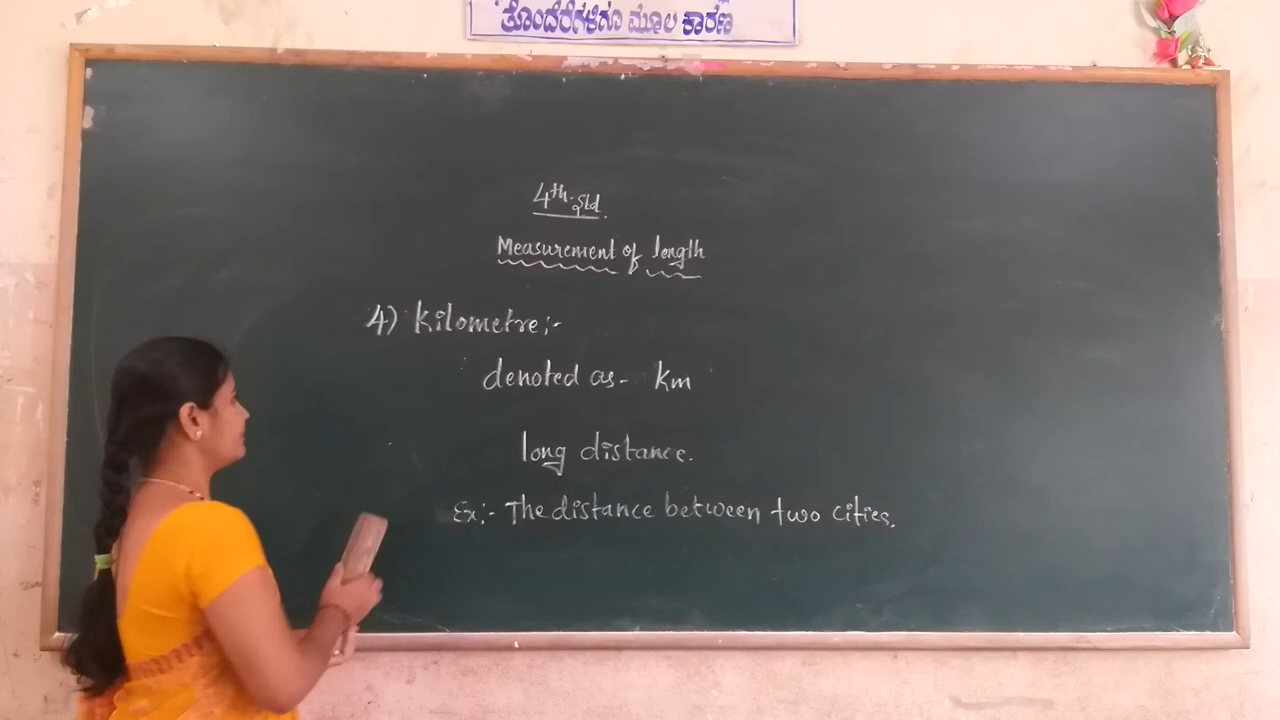 ತೊಂದರೆಗಳಿಗೂ ಮೂಲ ಕಾರಣ
4th Std.
Measurement of length
4) Kilometre:-
denoted as- km
long distance.
Ex:- The distance between two cities.